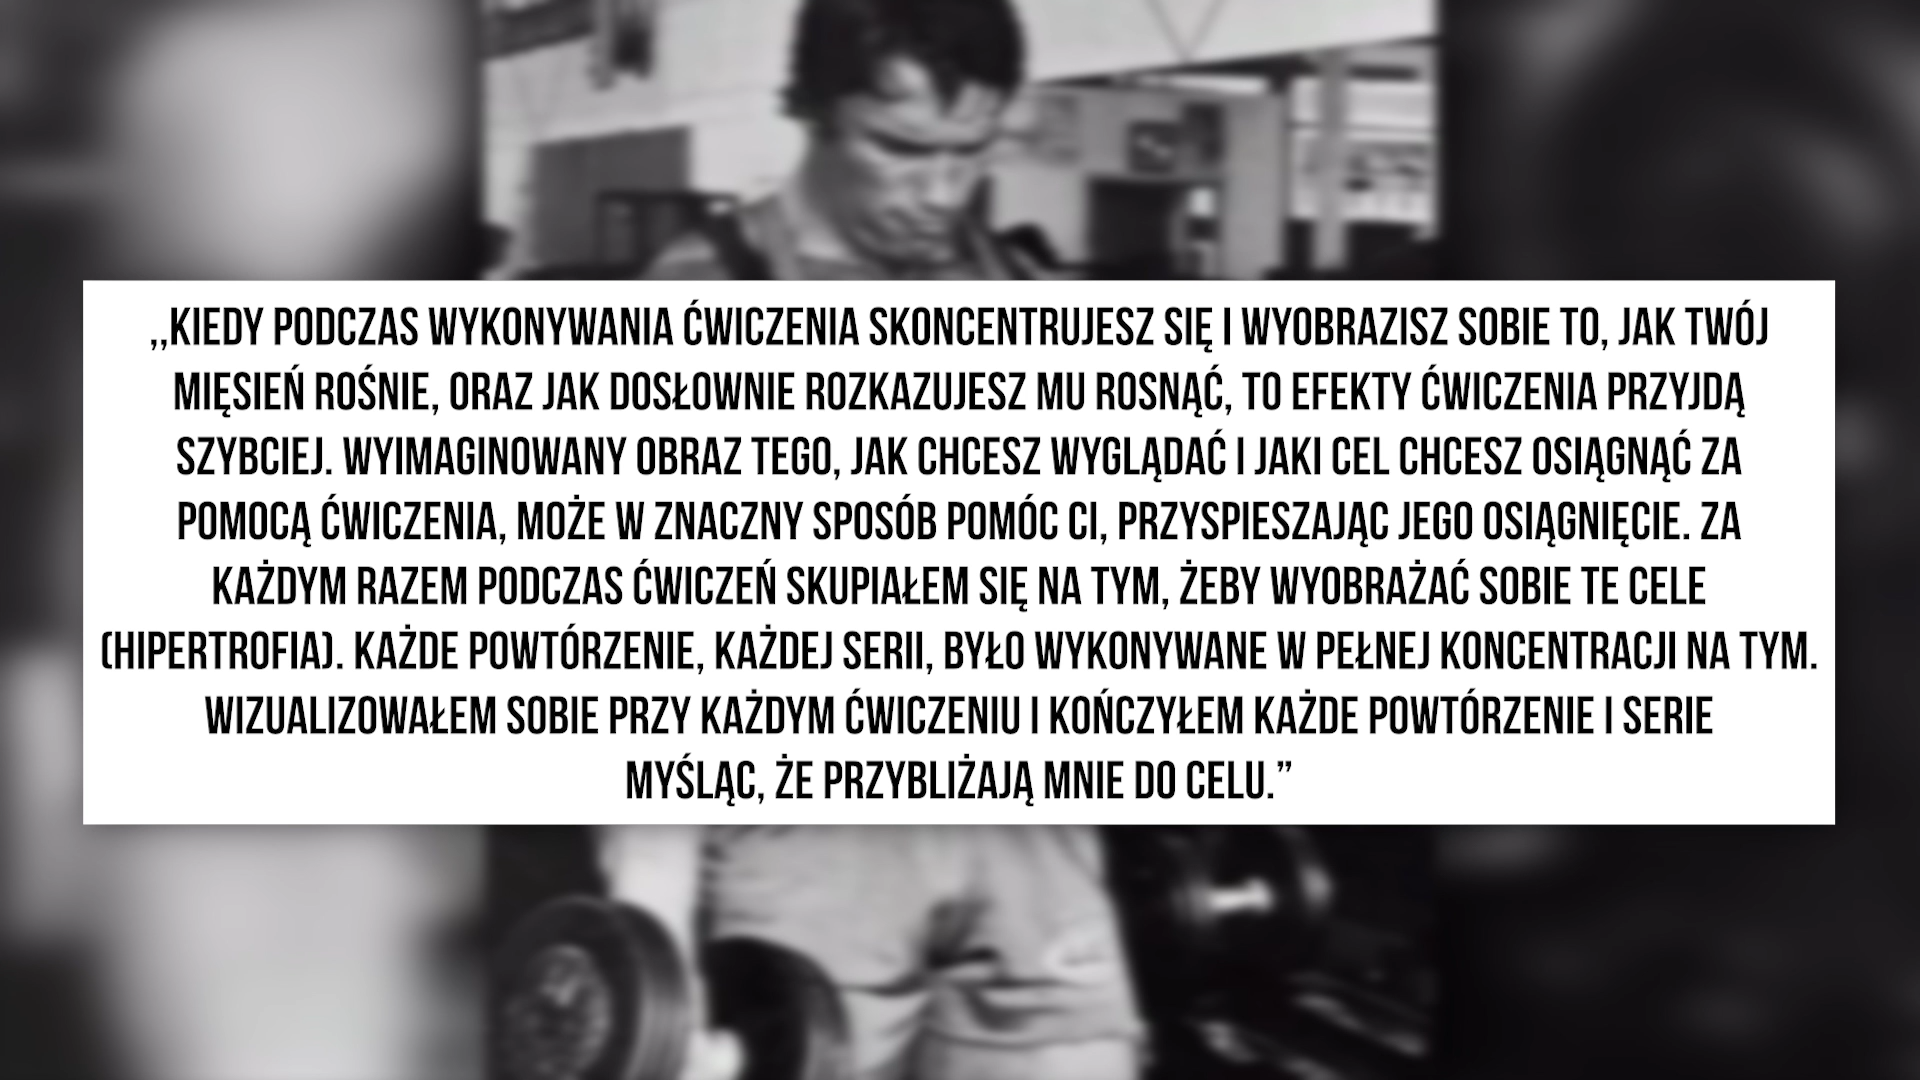 ,,KIEDY PODCZAS WYKONYWANIA ĆWICZENIA SKONCENTRUJESZ SIĘ I WYOBRAZISZ SOBIE TO, JAK TWÓJ
MIĘSIEŃ ROŚNIE, ORAZ JAK DOSŁOWNIE ROZKAZUJESZ MU ROSNĄĆ, TO EFEKTY ĆWICZENIA PRZYJDĄ
SZYBCIEJ. WYIMAGINOWANY OBRAZ TEGO, JAK CHCESZ WYGLĄDAĆ I JAKI CEL CHCESZ OSIĄGNĄĆ ZA
POMOCĄ ĆWICZENIA, MOŻE W ZNACZNY SPOSÓB POMÓC CI, PRZYSPIESZAJĄC JEGO OSIĄGNIĘCIE. ZA
KAŻDYM RAZEM PODCZAS ĆWICZEŃ SKUPIAŁEM SIĘ NA TYM, ŻEBY WYOBRAŻAĆ SOBIE TE CELE
(HIPERTROFIA). KAŻDE POWTÓRZENIE, KAŻDEJ SERII, BYŁO WYKONYWANE W PEŁNEJ KONCENTRACJI NA TYM.
WIZUALIZOWAŁEM SOBIE PRZY KAŻDYM ĆWICZENIU I KOŃCZYŁEM KAŻDE POWTÓRZENIE I SERIE
MYŚLĄC, ŻE PRZYBLIŻAJĄ MNIE DO CELU.”